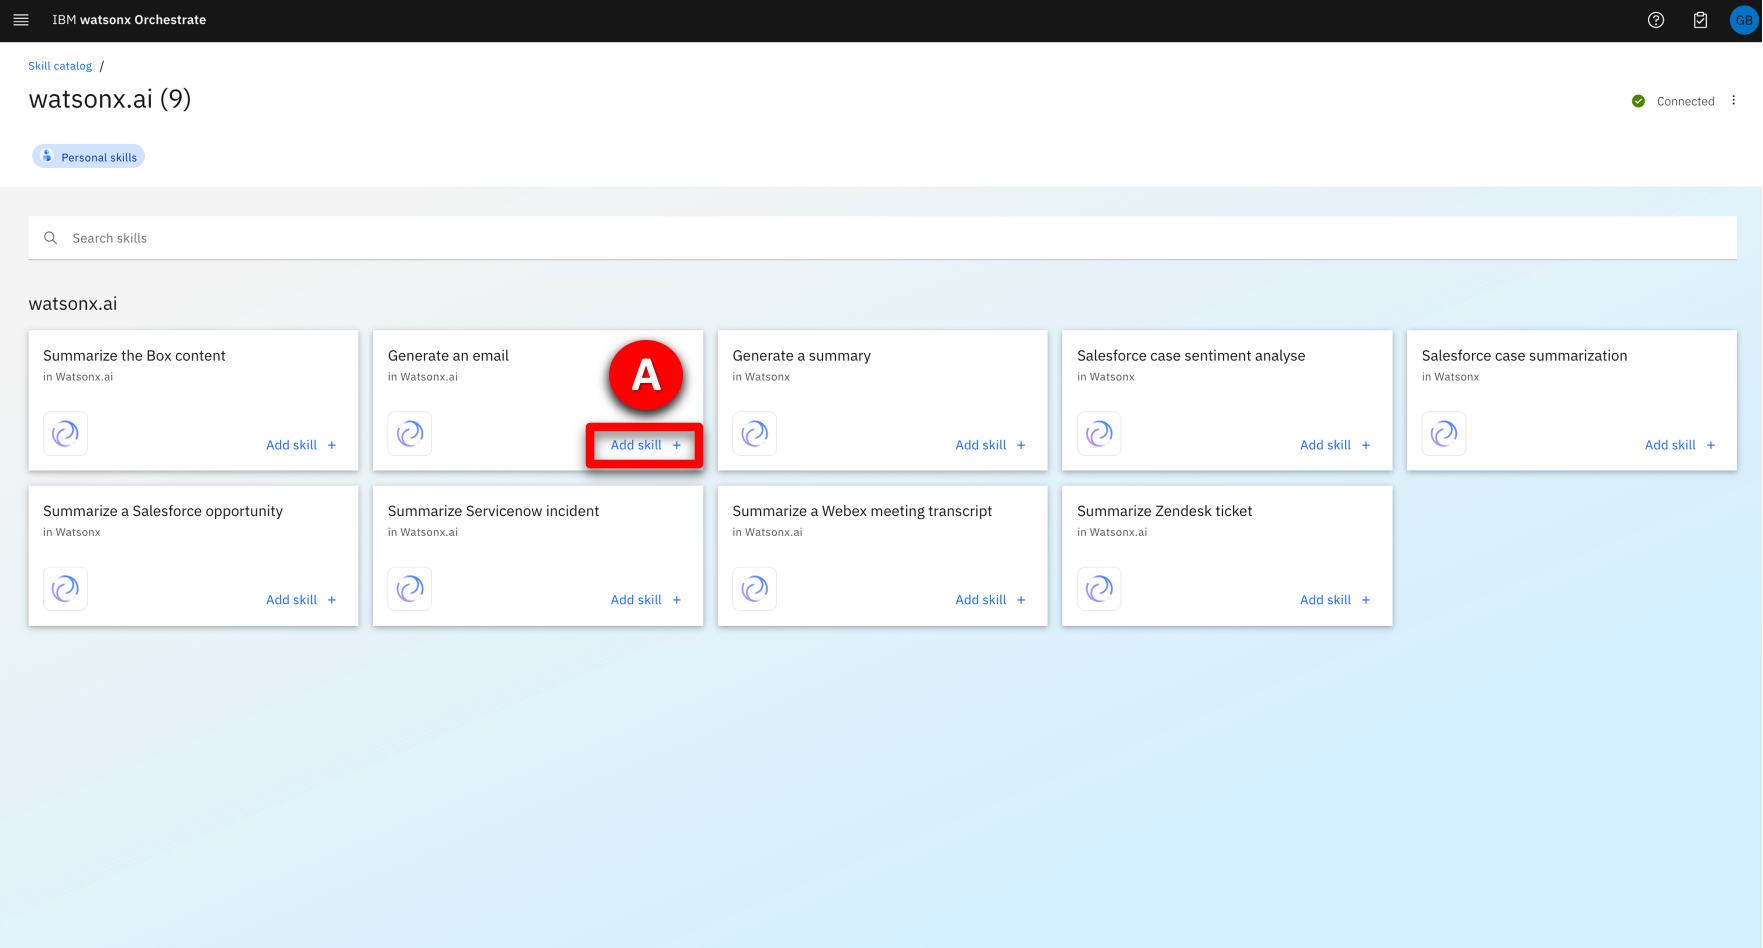 IBM watsonx Orchestrate
GB
Skill catalog /
watsonx.ai (9)
Connected
Personal skills
Search skills
watsonx.ai
Summarize the Box content
in Watsonx.ai
Add skill +
Generate an email
in Watsonx.ai
A
Add skill +
Generate a summary
in Watsonx
Add skill +
Salesforce case sentiment analyse
in Watsonx
Add skill +
Salesforce case summarization
in Watsonx
Add skill +
Summarize a Salesforce opportunity
in Watsonx
Add skill +
Summarize Servicenow incident
in Watsonx.ai
Add skill +
Summarize a Webex meeting transcript
in Watsonx.ai
Add skill +
Summarize Zendesk ticket
in Watsonx.ai
Add skill +